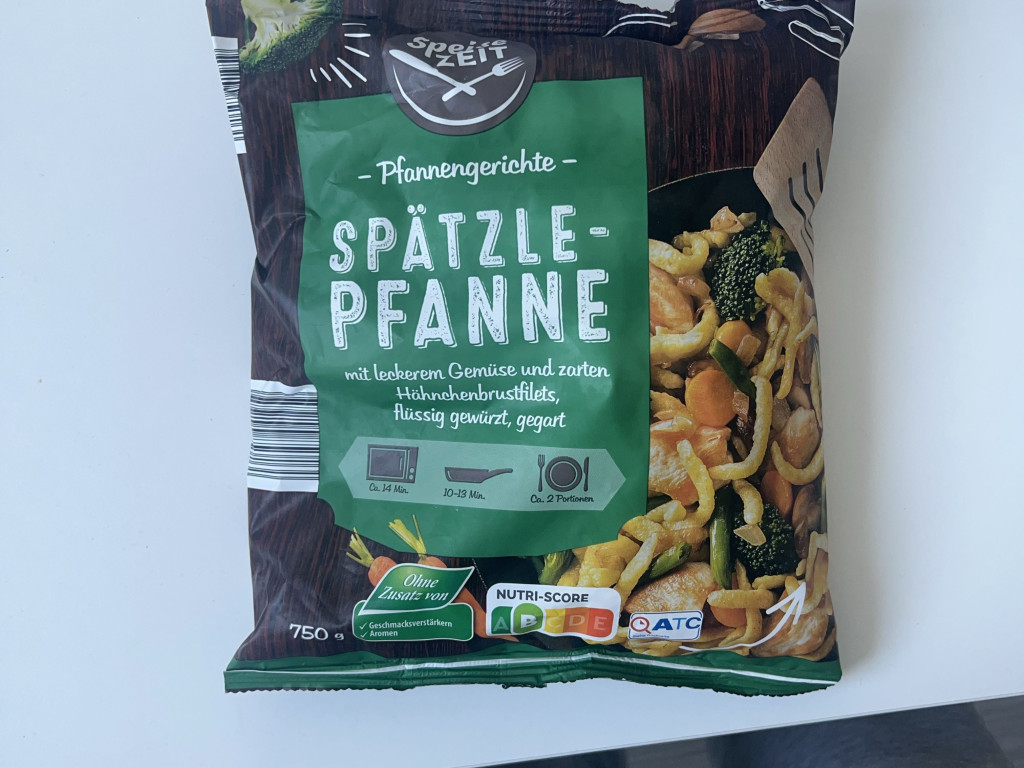 Speise
ZEIT
– Pfannengerichte –
SPÄTZLE-
PFANNE
mit leckerem Gemüse und zarten
Hähnchenbrustfilets,
flüssig gewürzt, gegart
Ca. 14 Min.
10-13 Min.
Ca. 2 Portionen
Ohne
Zusatz von
✓ Geschmacksverstärkern
✓ Aromen
750 g
NUTRI-SCORE
A B C D E
ATC